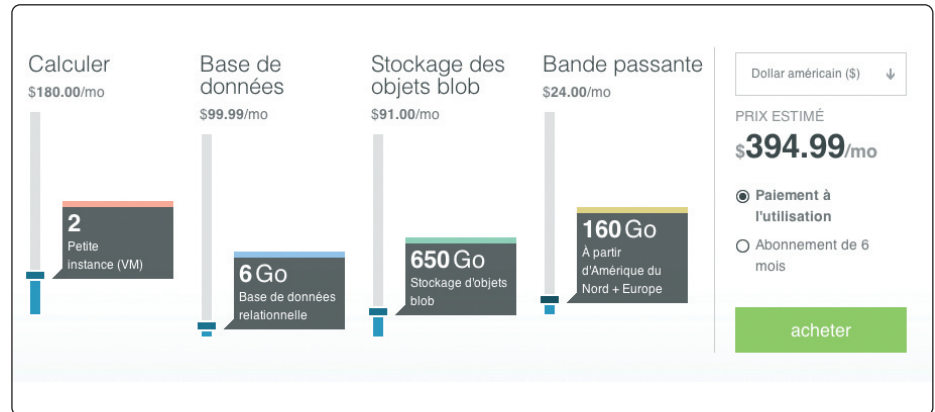 Calculer
$180.00/mo
2
Petite
instance (VM)
Base de
données
$99.99/mo
6 Go
Base de données
relationnelle
Stockage des
objets blob
$91.00/mo
650 Go
Stockage d'objets
blob
Bande passante
$24.00/mo
160 Go
À partir
d'Amérique du
Nord + Europe
Dollar américain ($)
PRIX ESTIMÉ
$394.99/mo
Paiement à
l'utilisation
Abonnement de 6
mois
acheter